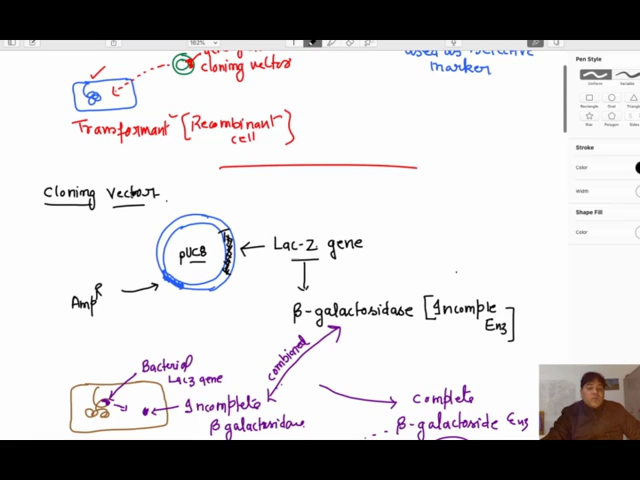 162%
cloning vector
used as selective
marker
Transformant [Recombinant
cell]
Cloning Vector.
pUC8
Lac-Z gene
Amp R
β-galactosidase [Incomple
Enz]
combined
Bacterial
Lacz gene
Incomplete
β galactosidase
complete
β-galactoside Enz
Pen Style
Uniform
Variable
Rectangle
Oval
Triangle
Star
Polygon
Stroke
Color
Width
Shape Fill
Color